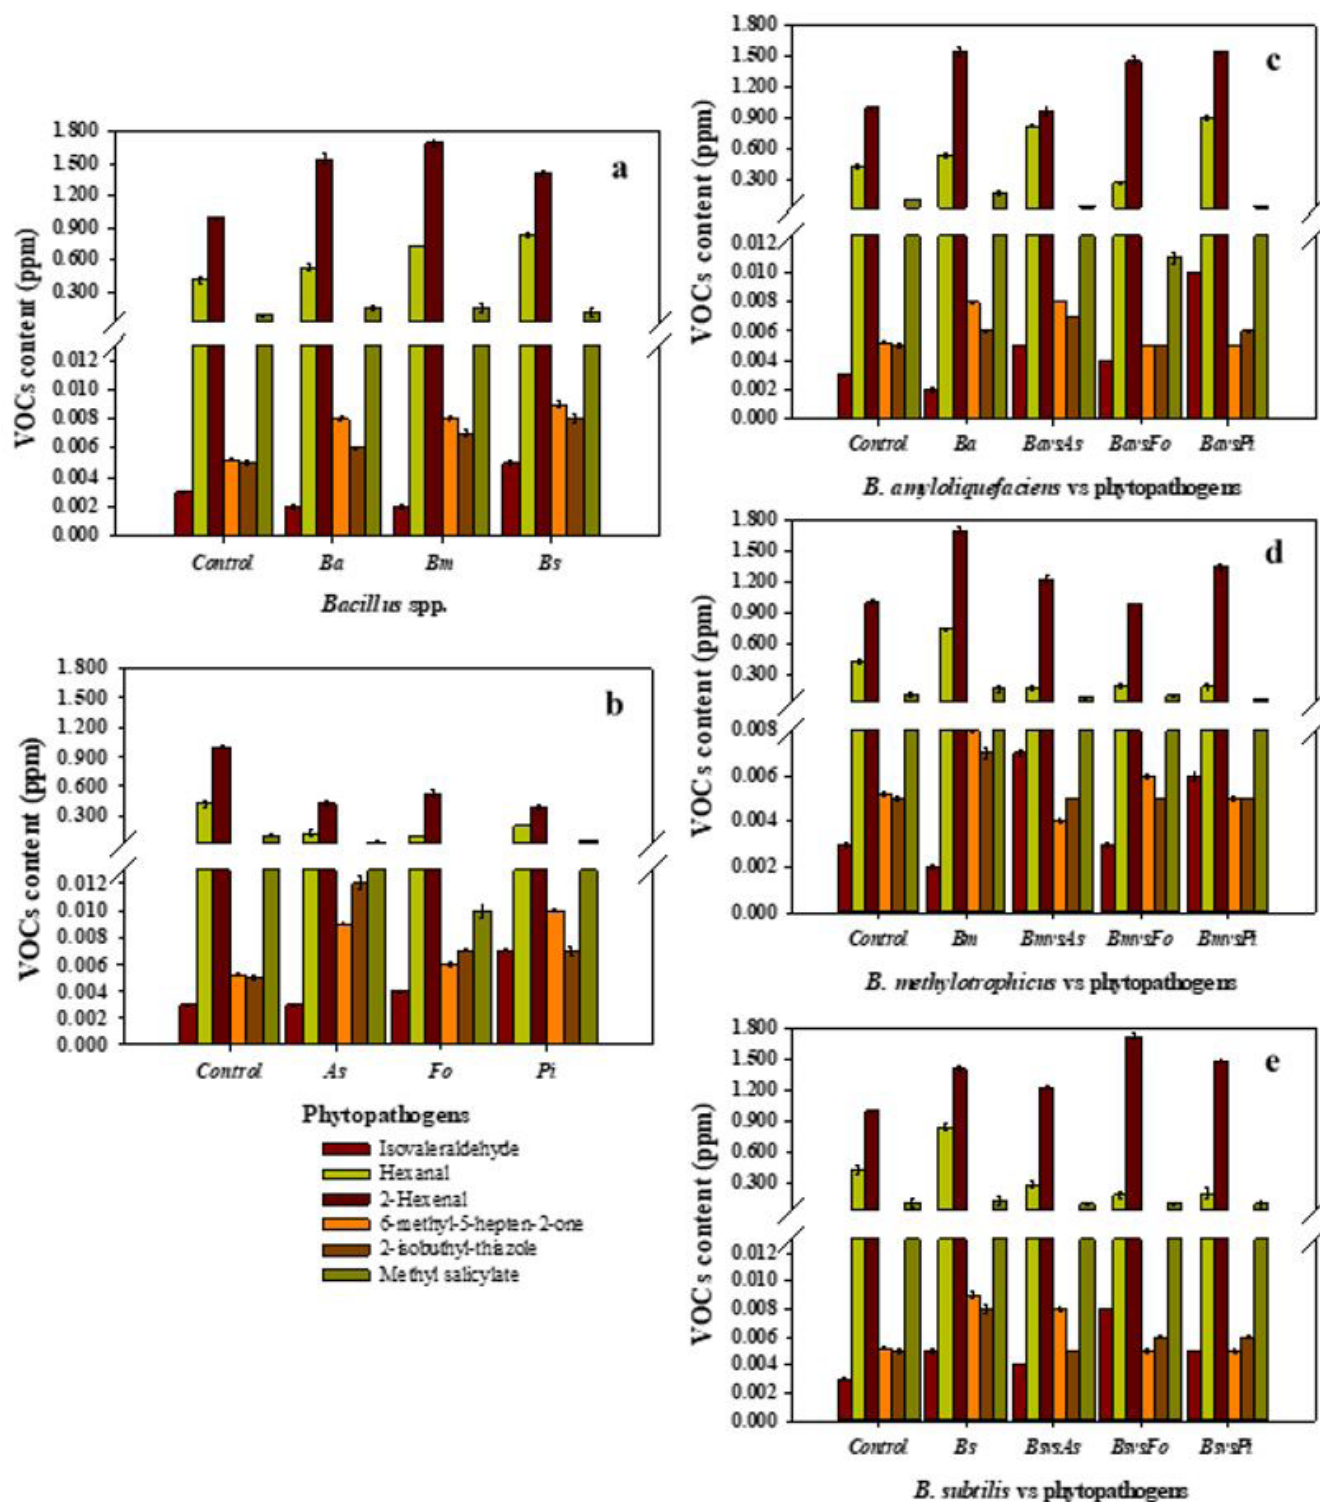 VOCs content (ppm)
1.800
1.500
1.200
0.900
0.600
0.300
0.012
0.010
0.008
0.006
0.004
0.002
0.000
a
Control Ba Bm Bs
Bacillus spp.
VOCs content (ppm)
1.800
1.500
1.200
0.900
0.600
0.300
0.012
0.010
0.008
0.006
0.004
0.002
0.000
b
Control As Fo Pi
Phytopathogens
Isovaleraldehyde
Hexanal
2-Hexenal
6-methyl-5-hepten-2-one
2-isobuthyl-thiazole
Methyl salicylate
VOCs content (ppm)
1.800
1.500
1.200
0.900
0.600
0.300
0.012
0.010
0.008
0.006
0.004
0.002
0.000
c
Control Ba BavsAs BavsFo BavsPi
B. amyloliquefaciens vs phytopathogens
VOCs content (ppm)
1.800
1.500
1.200
0.900
0.600
0.300
0.008
0.006
0.004
0.002
0.000
d
Control Bm BmvsAs BmvsFo BmvsPi
B. methylotrophicus vs phytopathogens
VOCs content (ppm)
1.800
1.500
1.200
0.900
0.600
0.300
0.012
0.010
0.008
0.006
0.004
0.002
0.000
e
Control Bs BsvsAs BsvsFo BsvsPi
B. subtilis vs phytopathogens